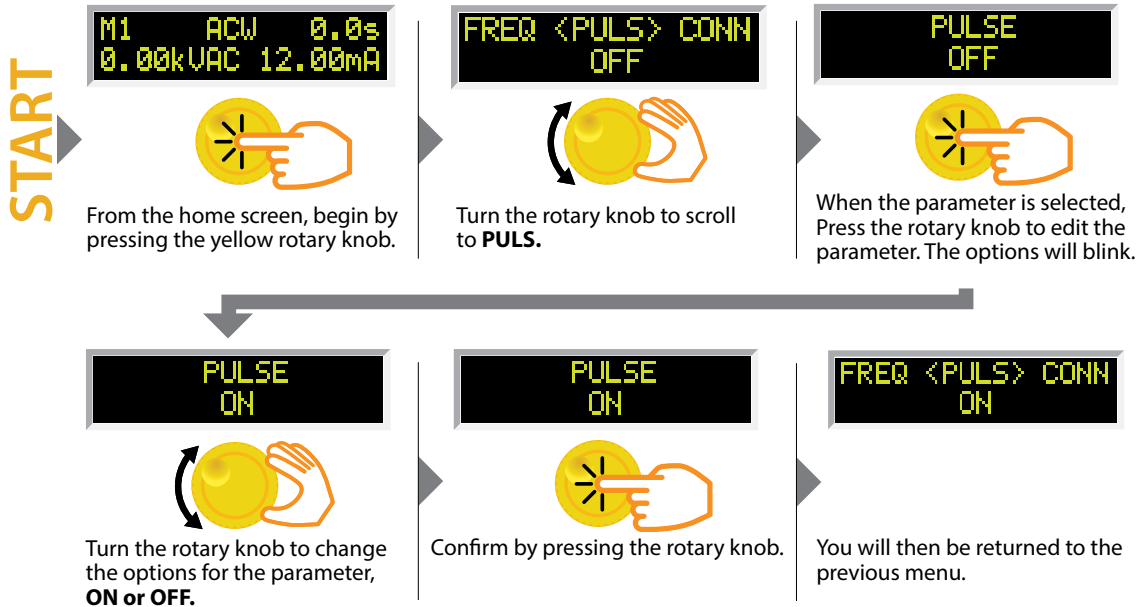 START
M1 ACW 0.0s
0.00kVAC 12.00mA
From the home screen, begin by
pressing the yellow rotary knob.
FREQ <PULS> CONN
OFF
Turn the rotary knob to scroll
to PULS.
PULSE
OFF
When the parameter is selected,
Press the rotary knob to edit the
parameter. The options will blink.
PULSE
ON
Turn the rotary knob to change
the options for the parameter,
ON or OFF.
PULSE
ON
Confirm by pressing the rotary knob.
FREQ <PULS> CONN
ON
You will then be returned to the
previous menu.